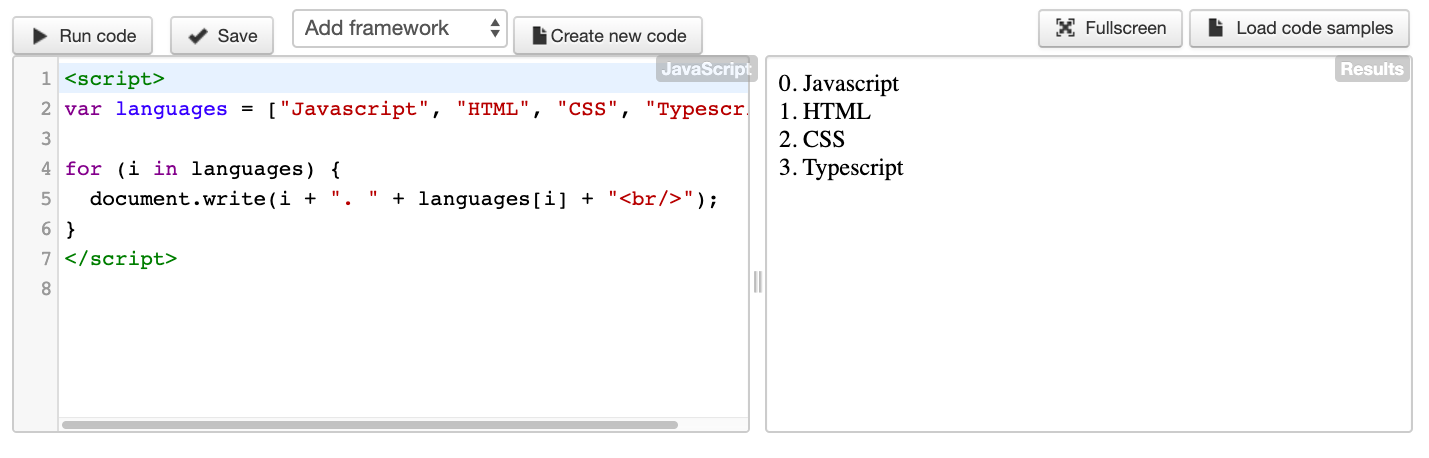 Run code Save Add framework Create new code Fullscreen Load code samples
JavaScript
1 <script>
2 var languages = ["Javascript", "HTML", "CSS", "Typescr
3
4 for (i in languages) {
5 document.write(i + ". " + languages[i] + "<br/>");
6 }
7 </script>
8
Results
0. Javascript
1. HTML
2. CSS
3. Typescript